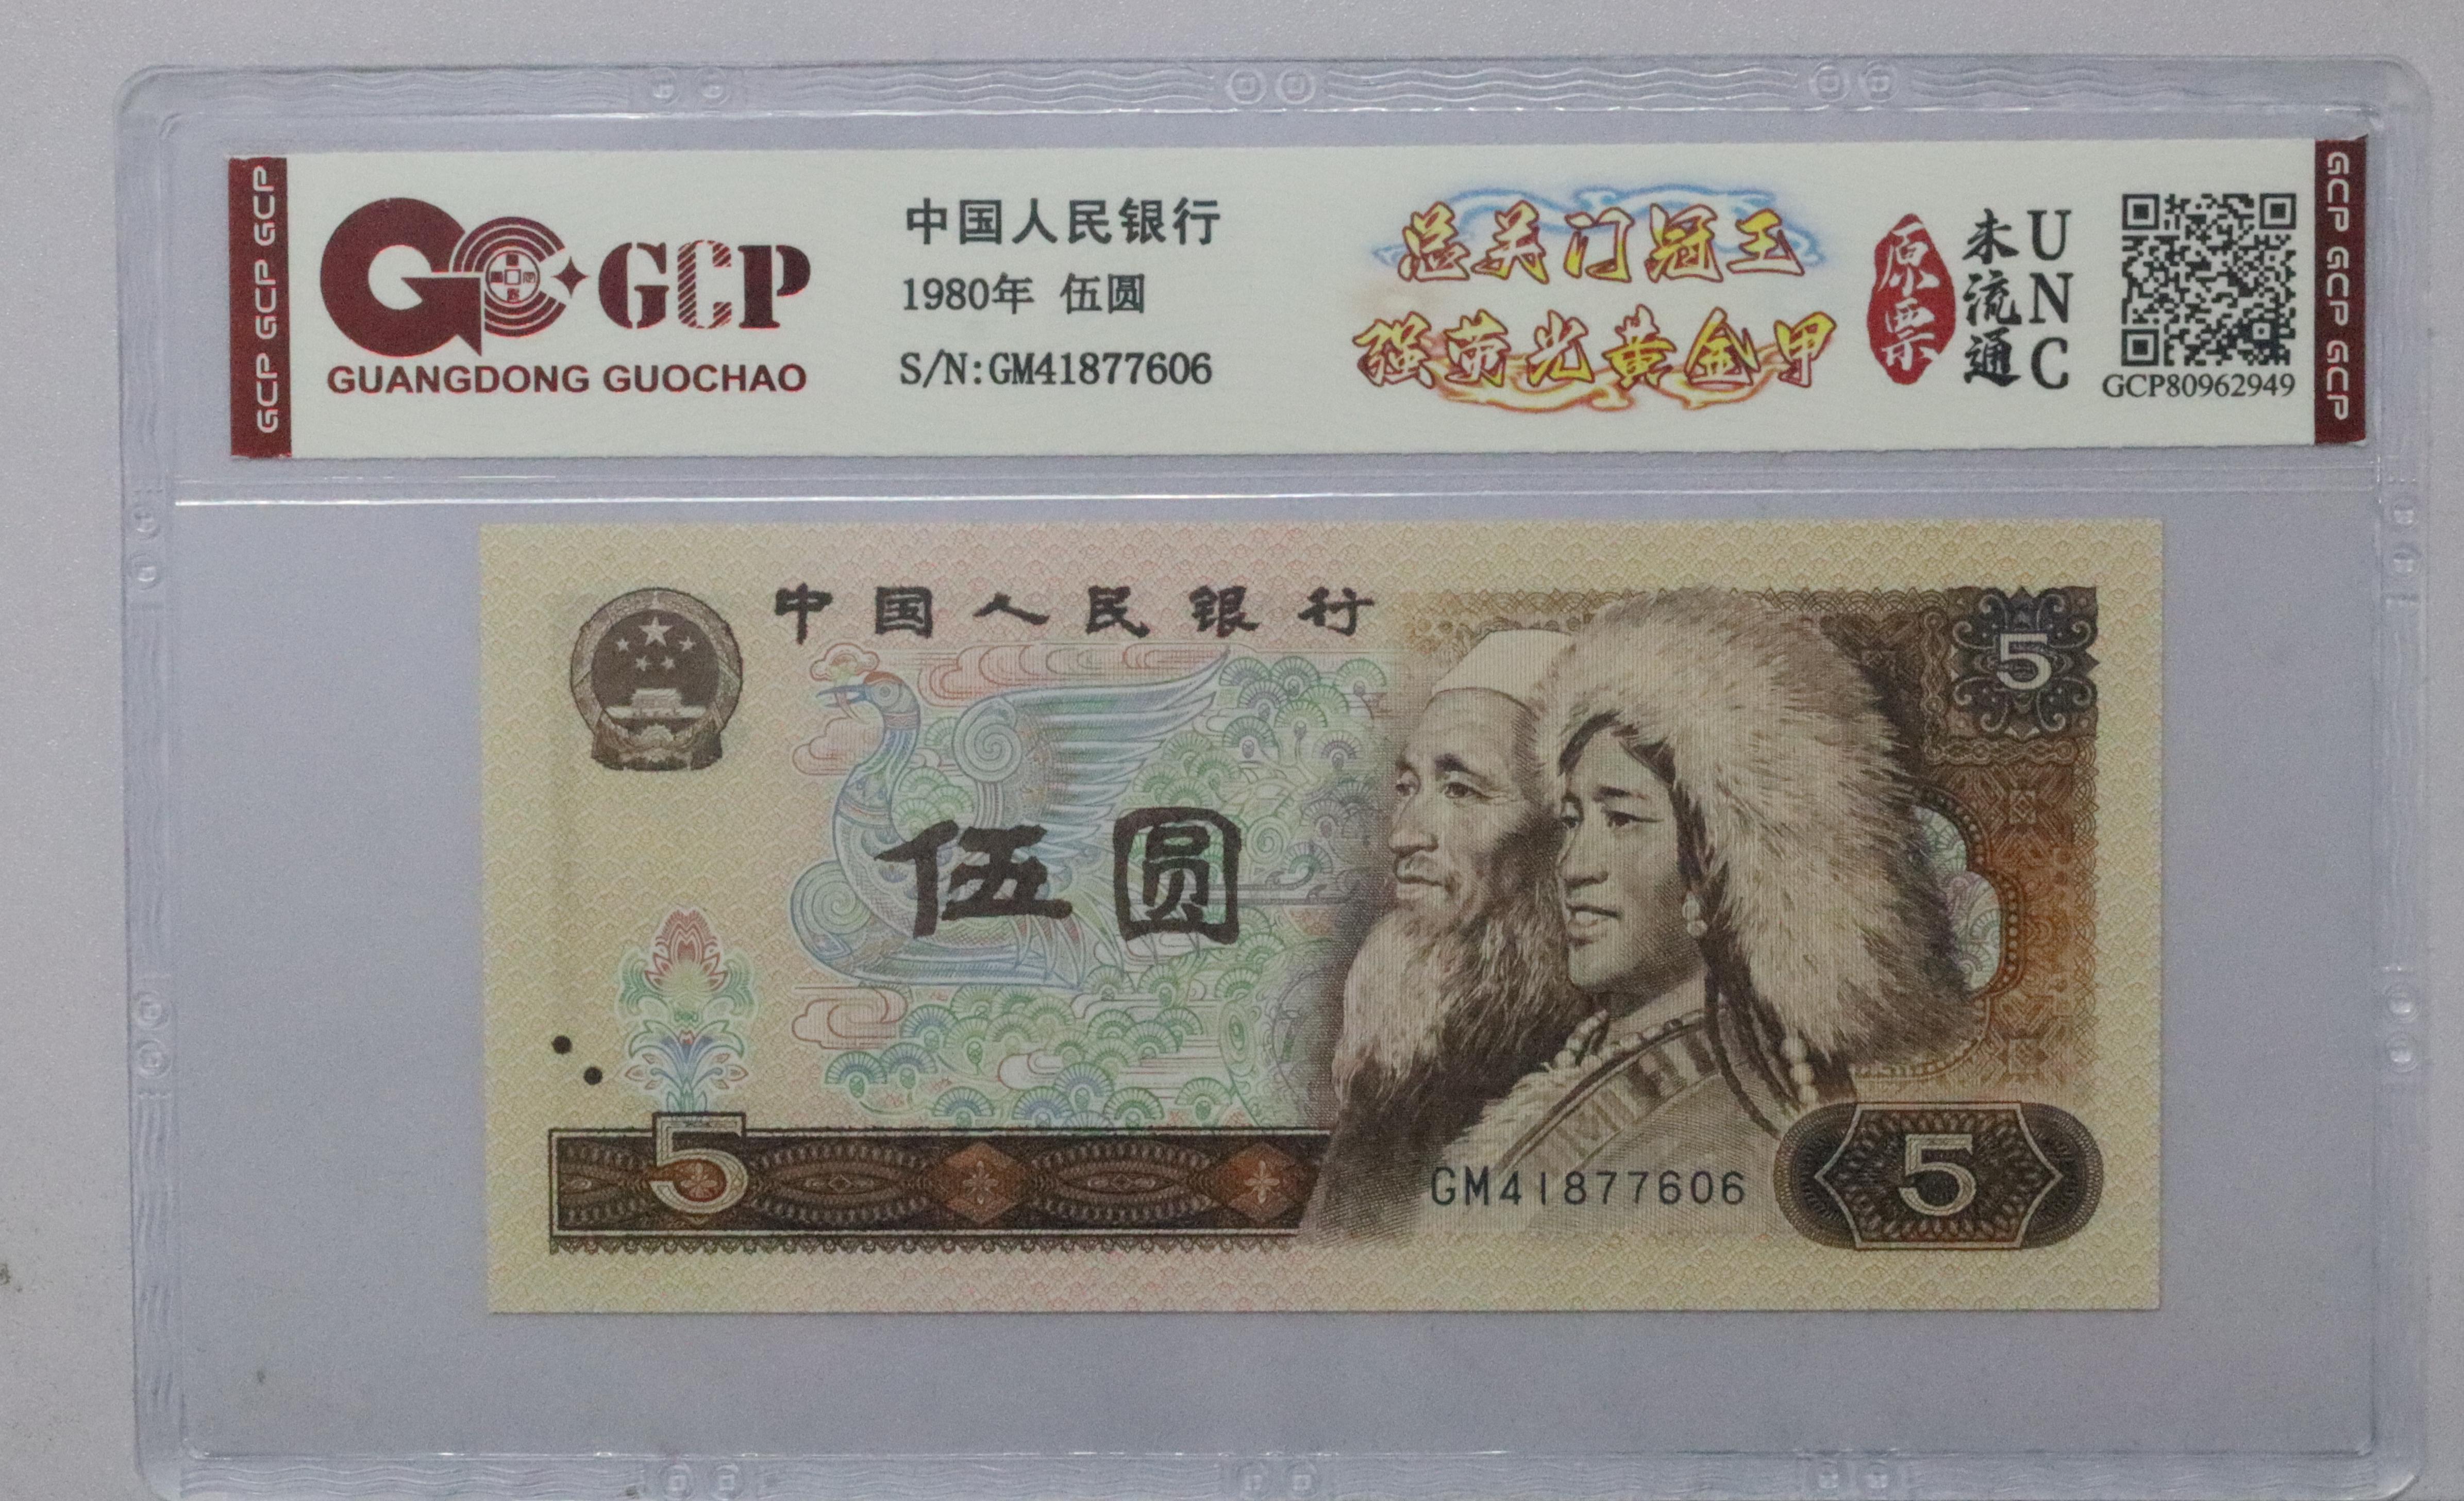 GCP GCP GCP
GCP
GUANGDONG GUOCHAO
中国人民银行
1980年 伍圆
S/N:GM41877606
总关门冠王
强荧光黄金甲
原票
未流通
UNC
GCP80962949
GCP GCP GCP
中国人民银行
5
伍圆
5
GM41877606
5